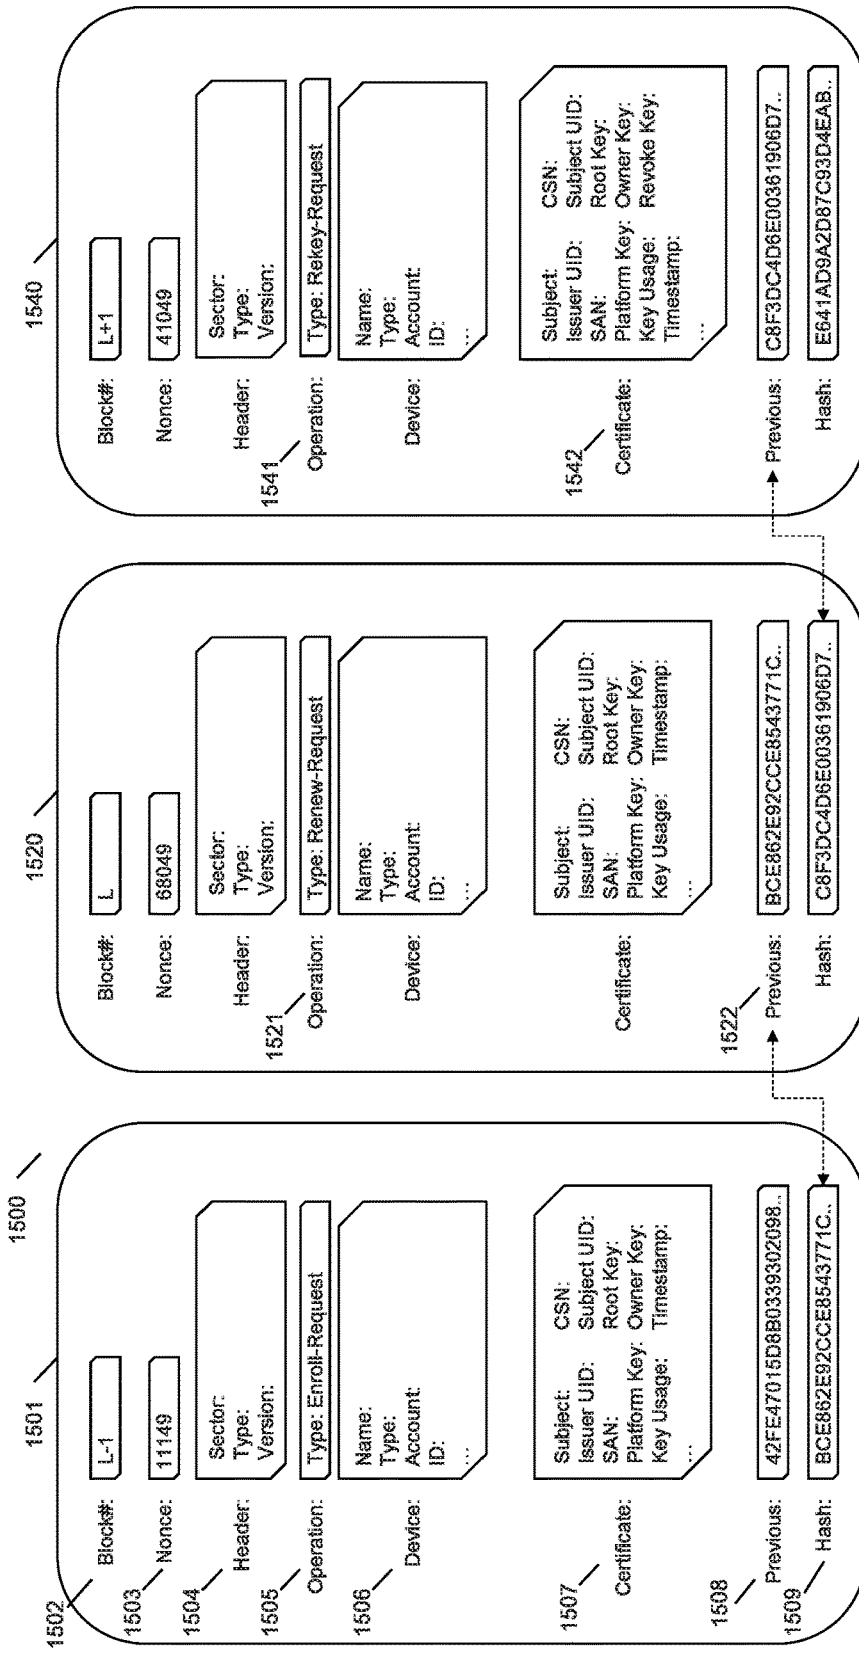 1500
1501
1502
Block#: L-1
1503
Nonce: 11149
1504
Header:
Sector:
Type:
Version:
1505
Operation: Type: Enroll-Request
1506
Device:
Name:
Type:
Account:
ID:
...
1507
Certificate:
Subject: CSN:
Issuer UID: Subject UID:
SAN: Root Key:
Platform Key: Owner Key:
Key Usage: Timestamp:
...
1508
Previous: 42FE47015D8B0339302098..
1509
Hash: BCE862E92CCE8543771C..
1520
Block#: L
Nonce: 68049
Header:
Sector:
Type:
Version:
1521
Operation: Type: Renew-Request
Device:
Name:
Type:
Account:
ID:
...
Certificate:
Subject: CSN:
Issuer UID: Subject UID:
SAN: Root Key:
Platform Key: Owner Key:
Key Usage: Timestamp:
...
1522
Previous: BCE862E92CCE8543771C..
Hash: C8F3DC4D6E00361906D7..
1540
Block#: L+1
Nonce: 41049
Header:
Sector:
Type:
Version:
1541
Operation: Type: Rekey-Request
Device:
Name:
Type:
Account:
ID:
...
1542
Certificate:
Subject: CSN:
Issuer UID: Subject UID:
SAN: Root Key:
Platform Key: Owner Key:
Key Usage: Revoke Key:
Timestamp:
...
Previous: C8F3DC4D6E00361906D7..
Hash: E641AD9A2D87C93D4EAB..